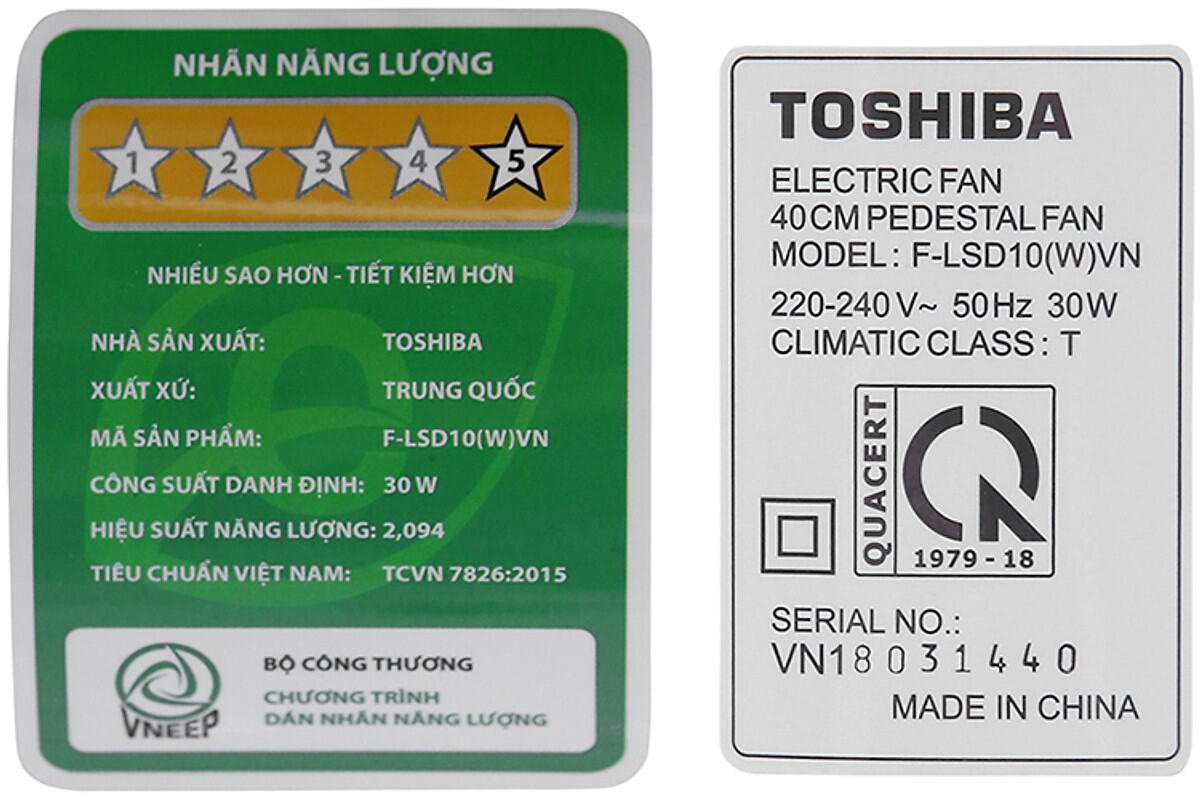 NHÃN NĂNG LƯỢNG
1 2 3 4 5
NHIỀU SAO HƠN - TIẾT KIỆM HƠN
NHÀ SẢN XUẤT: TOSHIBA
XUẤT XỨ: TRUNG QUỐC
MÃ SẢN PHẨM: F-LSD10(W)VN
CÔNG SUẤT DANH ĐỊNH: 30 W
HIỆU SUẤT NĂNG LƯỢNG: 2,094
TIÊU CHUẨN VIỆT NAM: TCVN 7826:2015
VNEEP
BỘ CÔNG THƯƠNG
CHƯƠNG TRÌNH
DÁN NHÃN NĂNG LƯỢNG
TOSHIBA
ELECTRIC FAN
40CM PEDESTAL FAN
MODEL: F-LSD10(W)VN
220-240V~ 50Hz 30W
CLIMATIC CLASS: T
QUACERT
1979 - 18
SERIAL NO.:
VN18031440
MADE IN CHINA